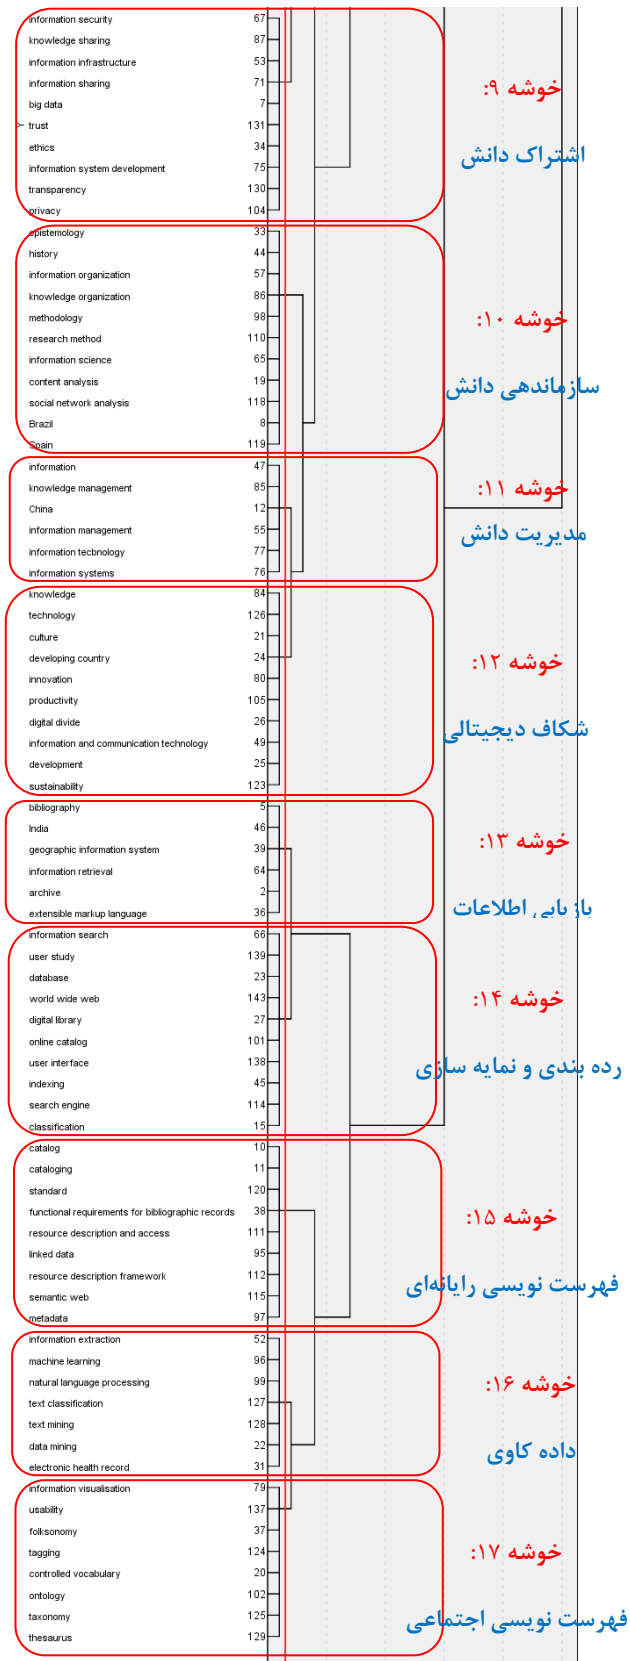 information security 67
knowledge sharing 87
information infrastructure 53
information sharing 71
خوشه ۹:
big data 7
trust 131
ethics 34
اشتراک دانش
information system development 75
transparency 130
privacy 104
epistemology 33
history 44
information organization 57
knowledge organization 86
methodology 98
خوشه ۱۰:
research method 110
information science 65
content analysis 19
سازماندهی دانش
social network analysis 118
Brazil 8
Spain 119
information 47
knowledge management 85
خوشه ۱۱:
China 12
information management 55
مدیریت دانش
information technology 77
information systems 76
knowledge 84
technology 126
culture 21
developing country 24
خوشه ۱۲:
innovation 80
productivity 105
digital divide 26
شکاف دیجیتالی
information and communication technology 49
development 25
sustainability 123
bibliography 5
India 46
خوشه ۱۳:
geographic information system 39
information retrieval 64
archive 2
بازیابی اطلاعات
extensible markup language 36
information search 66
user study 139
database 23
world wide web 143
خوشه ۱۴:
digital library 27
online catalog 101
user interface 138
رده بندی و نمایه سازی
indexing 45
search engine 114
classification 15
catalog 10
cataloging 11
standard 120
functional requirements for bibliographic records 38
خوشه ۱۵:
resource description and access 111
linked data 95
resource description framework 112
فهرست نویسی رایانه‌ای
semantic web 115
metadata 97
information extraction 52
machine learning 96
natural language processing 99
خوشه ۱۶:
text classification 127
text mining 128
data mining 22
داده کاوی
electronic health record 31
information visualisation 79
usability 137
folksonomy 37
tagging 124
خوشه ۱۷:
controlled vocabulary 20
ontology 102
taxonomy 125
فهرست نویسی اجتماعی
thesaurus 129